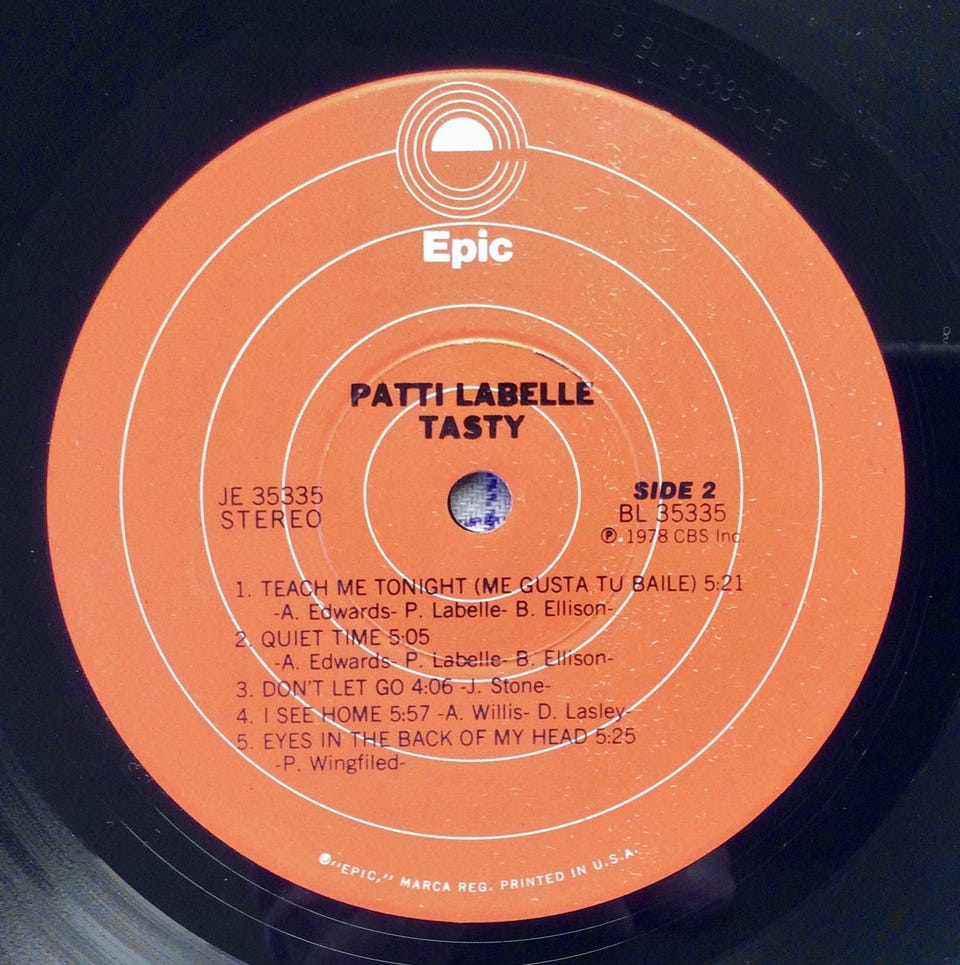 BL 35335-1F
Epic
PATTI LABELLE
TASTY
JE 35335
STEREO
SIDE 2
BL 35335
Ⓟ.1978 CBS Inc.
1. TEACH ME TONIGHT (ME GUSTA TU BAILE) 5:21
-A. Edwards- P. Labelle- B. Ellison-
2. QUIET TIME 5:05
-A. Edwards- P. Labelle- B. Ellison-
3. DON'T LET GO 4:06 -J. Stone-
4. I SEE HOME 5:57 -A. Willis- D. Lasley-
5. EYES IN THE BACK OF MY HEAD 5:25
-P. Wingfiled-
®"EPIC," MARCA REG. PRINTED IN U.S.A.